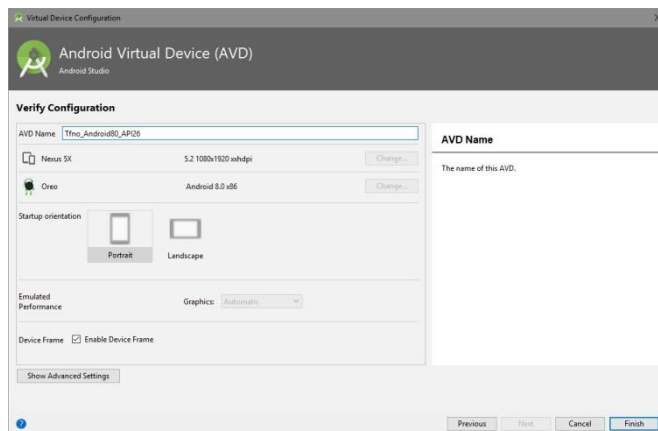 Virtual Device Configuration
Android Virtual Device (AVD)
Android Studio
Verify Configuration
AVD Name Tfno_Android80_API26
Nexus 5X 5.2 1080x1920 xxhdpi Change...
Oreo Android 8.0 x86 Change...
Startup orientation
Portrait Landscape
Emulated
Performance
Graphics: Automatic
Device Frame Enable Device Frame
Show Advanced Settings
AVD Name
The name of this AVD.
? Previous Next Cancel Finish